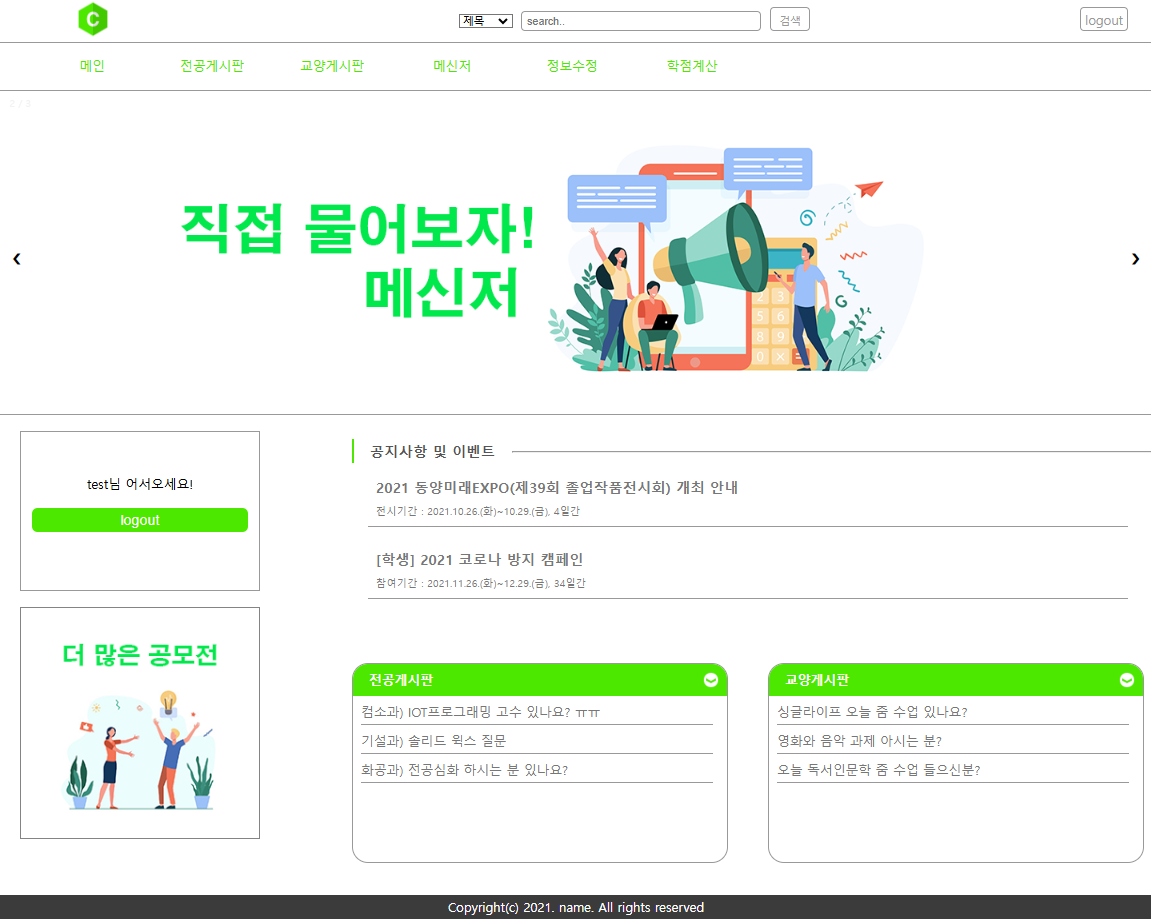 C
제목
search..
검색
logout
메인
전공게시판
교양게시판
메신저
정보수정
학점계산
2 / 3
직접 물어보자!
메신저
❮
❯
2 3
5 6
8 9
0 ×
G
test님 어서오세요!
logout
더 많은 공모전
공지사항 및 이벤트
2021 동양미래EXPO(제39회 졸업작품전시회) 개최 안내
전시기간 : 2021.10.26.(화)~10.29.(금), 4일간
[학생] 2021 코로나 방지 캠페인
참여기간 : 2021.11.26.(화)~12.29.(금), 34일간
전공게시판
컴소과) IOT프로그래밍 고수 있나요? ㅠㅠ
기설과) 솔리드 윅스 질문
화공과) 전공심화 하시는 분 있나요?
교양게시판
싱글라이프 오늘 줌 수업 있나요?
영화와 음악 과제 아시는 분?
오늘 독서인문학 줌 수업 들으신분?
Copyright(c) 2021. name. All rights reserved